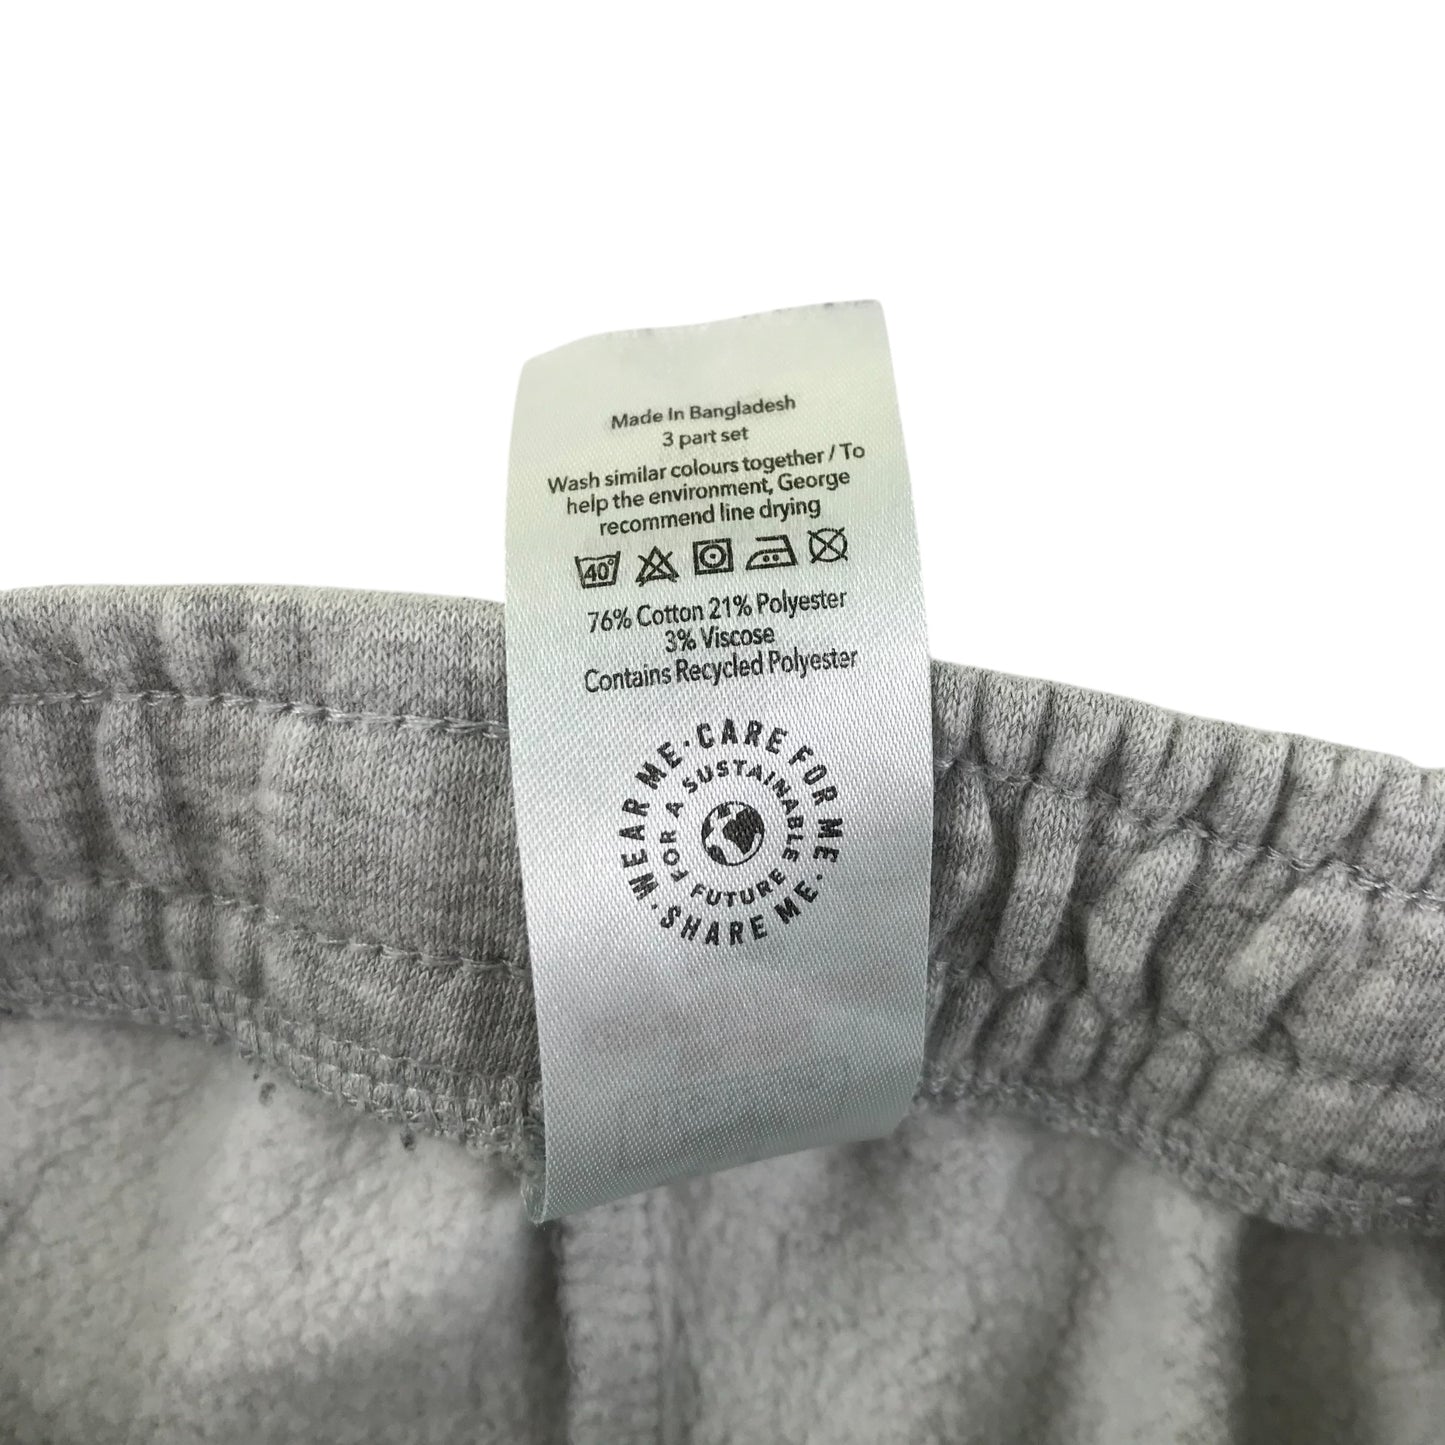 Made In Bangladesh
3 part set
Wash similar colours together / To
help the environment, George
recommend line drying
40°
76% Cotton 21% Polyester
3% Viscose
Contains Recycled Polyester
WEAR ME · CARE FOR ME · SHARE ME ·
FOR A SUSTAINABLE FUTURE